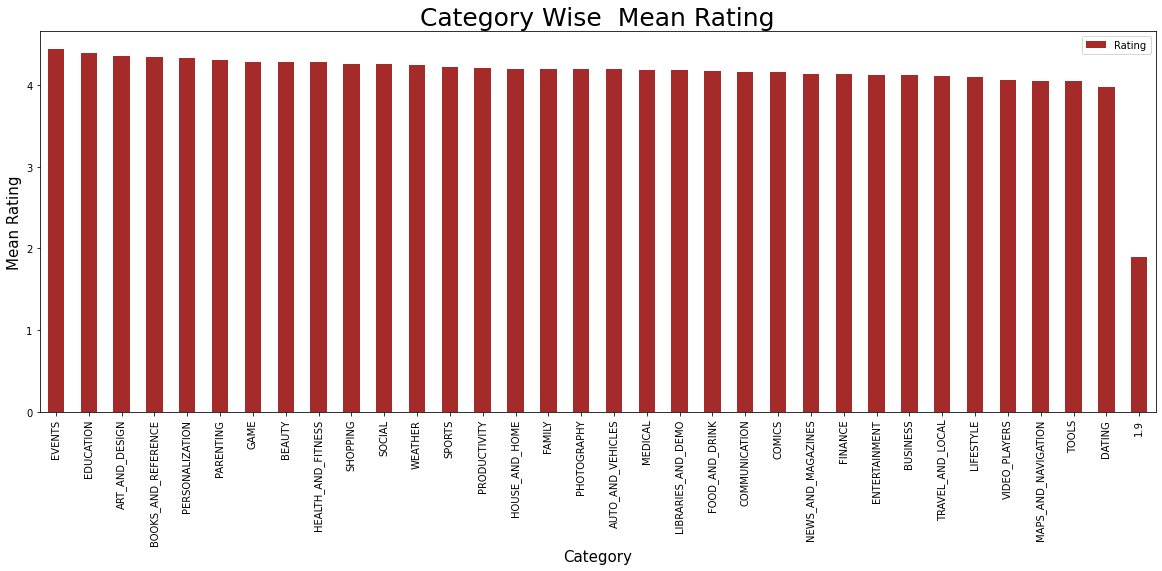 Category Wise  Mean Rating
Rating
Mean Rating
4
3
2
1
0
EVENTS
EDUCATION
ART_AND_DESIGN
BOOKS_AND_REFERENCE
PERSONALIZATION
PARENTING
GAME
BEAUTY
HEALTH_AND_FITNESS
SHOPPING
SOCIAL
WEATHER
SPORTS
PRODUCTIVITY
HOUSE_AND_HOME
FAMILY
PHOTOGRAPHY
AUTO_AND_VEHICLES
MEDICAL
LIBRARIES_AND_DEMO
FOOD_AND_DRINK
COMMUNICATION
COMICS
NEWS_AND_MAGAZINES
FINANCE
ENTERTAINMENT
BUSINESS
TRAVEL_AND_LOCAL
LIFESTYLE
VIDEO_PLAYERS
MAPS_AND_NAVIGATION
TOOLS
DATING
1.9
Category